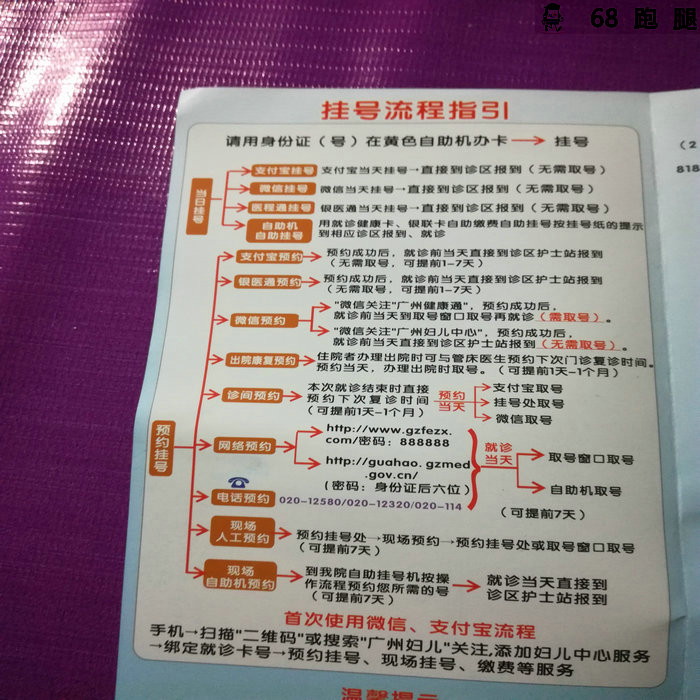 68 跑 腿
挂号流程指引
请用身份证（号）在黄色自助机办卡→挂号
当日挂号
支付宝挂号 支付宝当天挂号→直接到诊区报到（无需取号）
微信挂号 微信当天挂号→直接到诊区报到（无需取号）
医程通挂号 银医通当天挂号→直接到诊区报到（无需取号）
自助机
自助挂号
用就诊健康卡、银联卡自助缴费自助挂号按挂号纸的提示
到相应诊区报到、就诊
预约挂号
支付宝预约
预约成功后，就诊前当天直接到诊区护士站报到
（无需取号，可提前1-7天）
银医通预约
预约成功后，就诊前当天直接到诊区护士站报到
（无需取号，可提前1-7天）
微信预约
"微信关注"广州健康通"，预约成功后，
就诊前当天到取号窗口取号再就诊（需取号）。
"微信关注"广州妇儿中心"，预约成功后，
就诊前当天直接到诊区护士站报到（无需取号）。
出院康复预约
住院者办理出院时可与管床医生预约下次门诊复诊时间。
预约当天，办理出院时取号。（可提前1天-1个月）
诊间预约
本次就诊结束时直接
预约下次复诊时间
（可提前1天-1个月）
预约
当天
支付宝取号
挂号处取号
微信取号
网络预约
http://www.gzfezx.
com/密码：888888
http://guahao.gzmed
.gov.cn/
（密码：身份证后六位）
电话预约 020-12580/020-12320/020-114
就诊
当天
取号窗口取号
自助机取号
（可提前7天）
现场
人工预约
预约挂号处→现场预约→预约挂号处或取号窗口取号
（可提前7天）
现场
自助机预约
到我院自助挂号机按操
作流程预约您所需的号
（可提前7天）
就诊当天直接到
诊区护士站报到
首次使用微信、支付宝流程
手机→扫描"二维码"或搜索"广州妇儿"关注,添加妇儿中心服务
→绑定就诊卡号→预约挂号、现场挂号、缴费等服务
温馨提示
（2
818